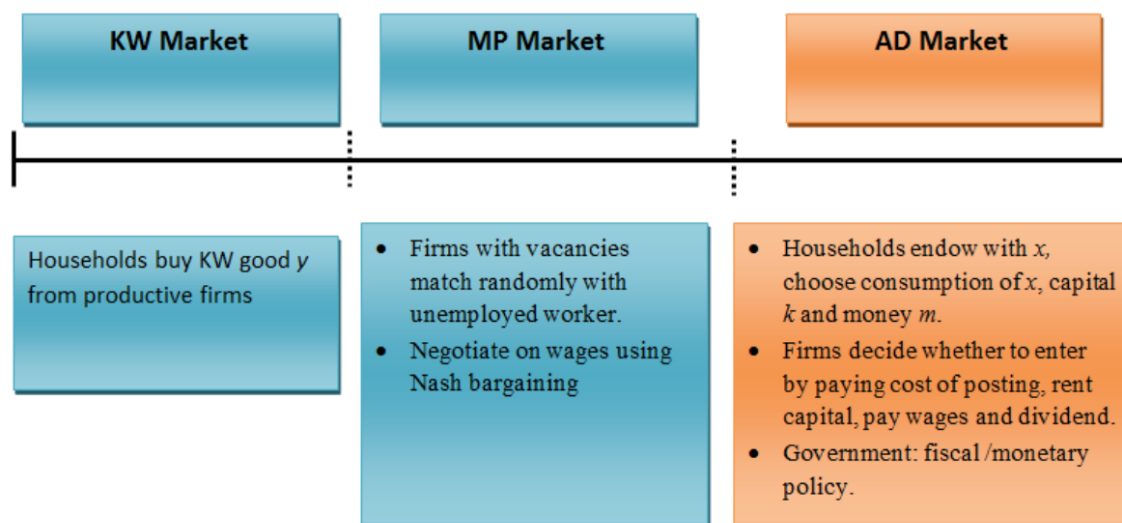 KW Market
MP Market
AD Market
Households buy KW good y
from productive firms
• Firms with vacancies
match randomly with
unemployed worker.
• Negotiate on wages using
Nash bargaining
• Households endow with x,
choose consumption of x, capital
k and money m.
• Firms decide whether to enter
by paying cost of posting, rent
capital, pay wages and dividend.
• Government: fiscal /monetary
policy.